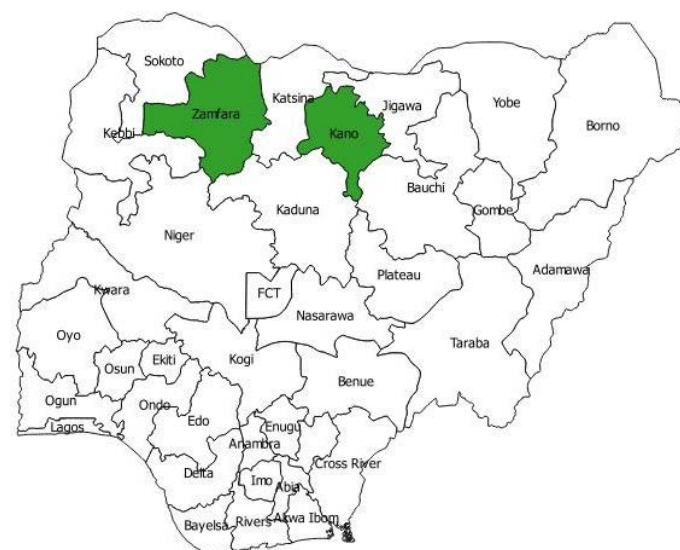 Sokoto
Zamfara
Katsina
Jigawa
Yobe
Borno
Kebbi
Kano
Bauchi
Gombe
Kaduna
Niger
Adamawa
Plateau
FCT
Kwara
Nasarawa
Oyo
Taraba
Osun
Ekiti
Kogi
Benue
Ogun
Ondo
Edo
Lagos
Enugu
Anambra
Cross River
Delta
Imo
Abia
Bayelsa
Rivers
Akwa Ibom